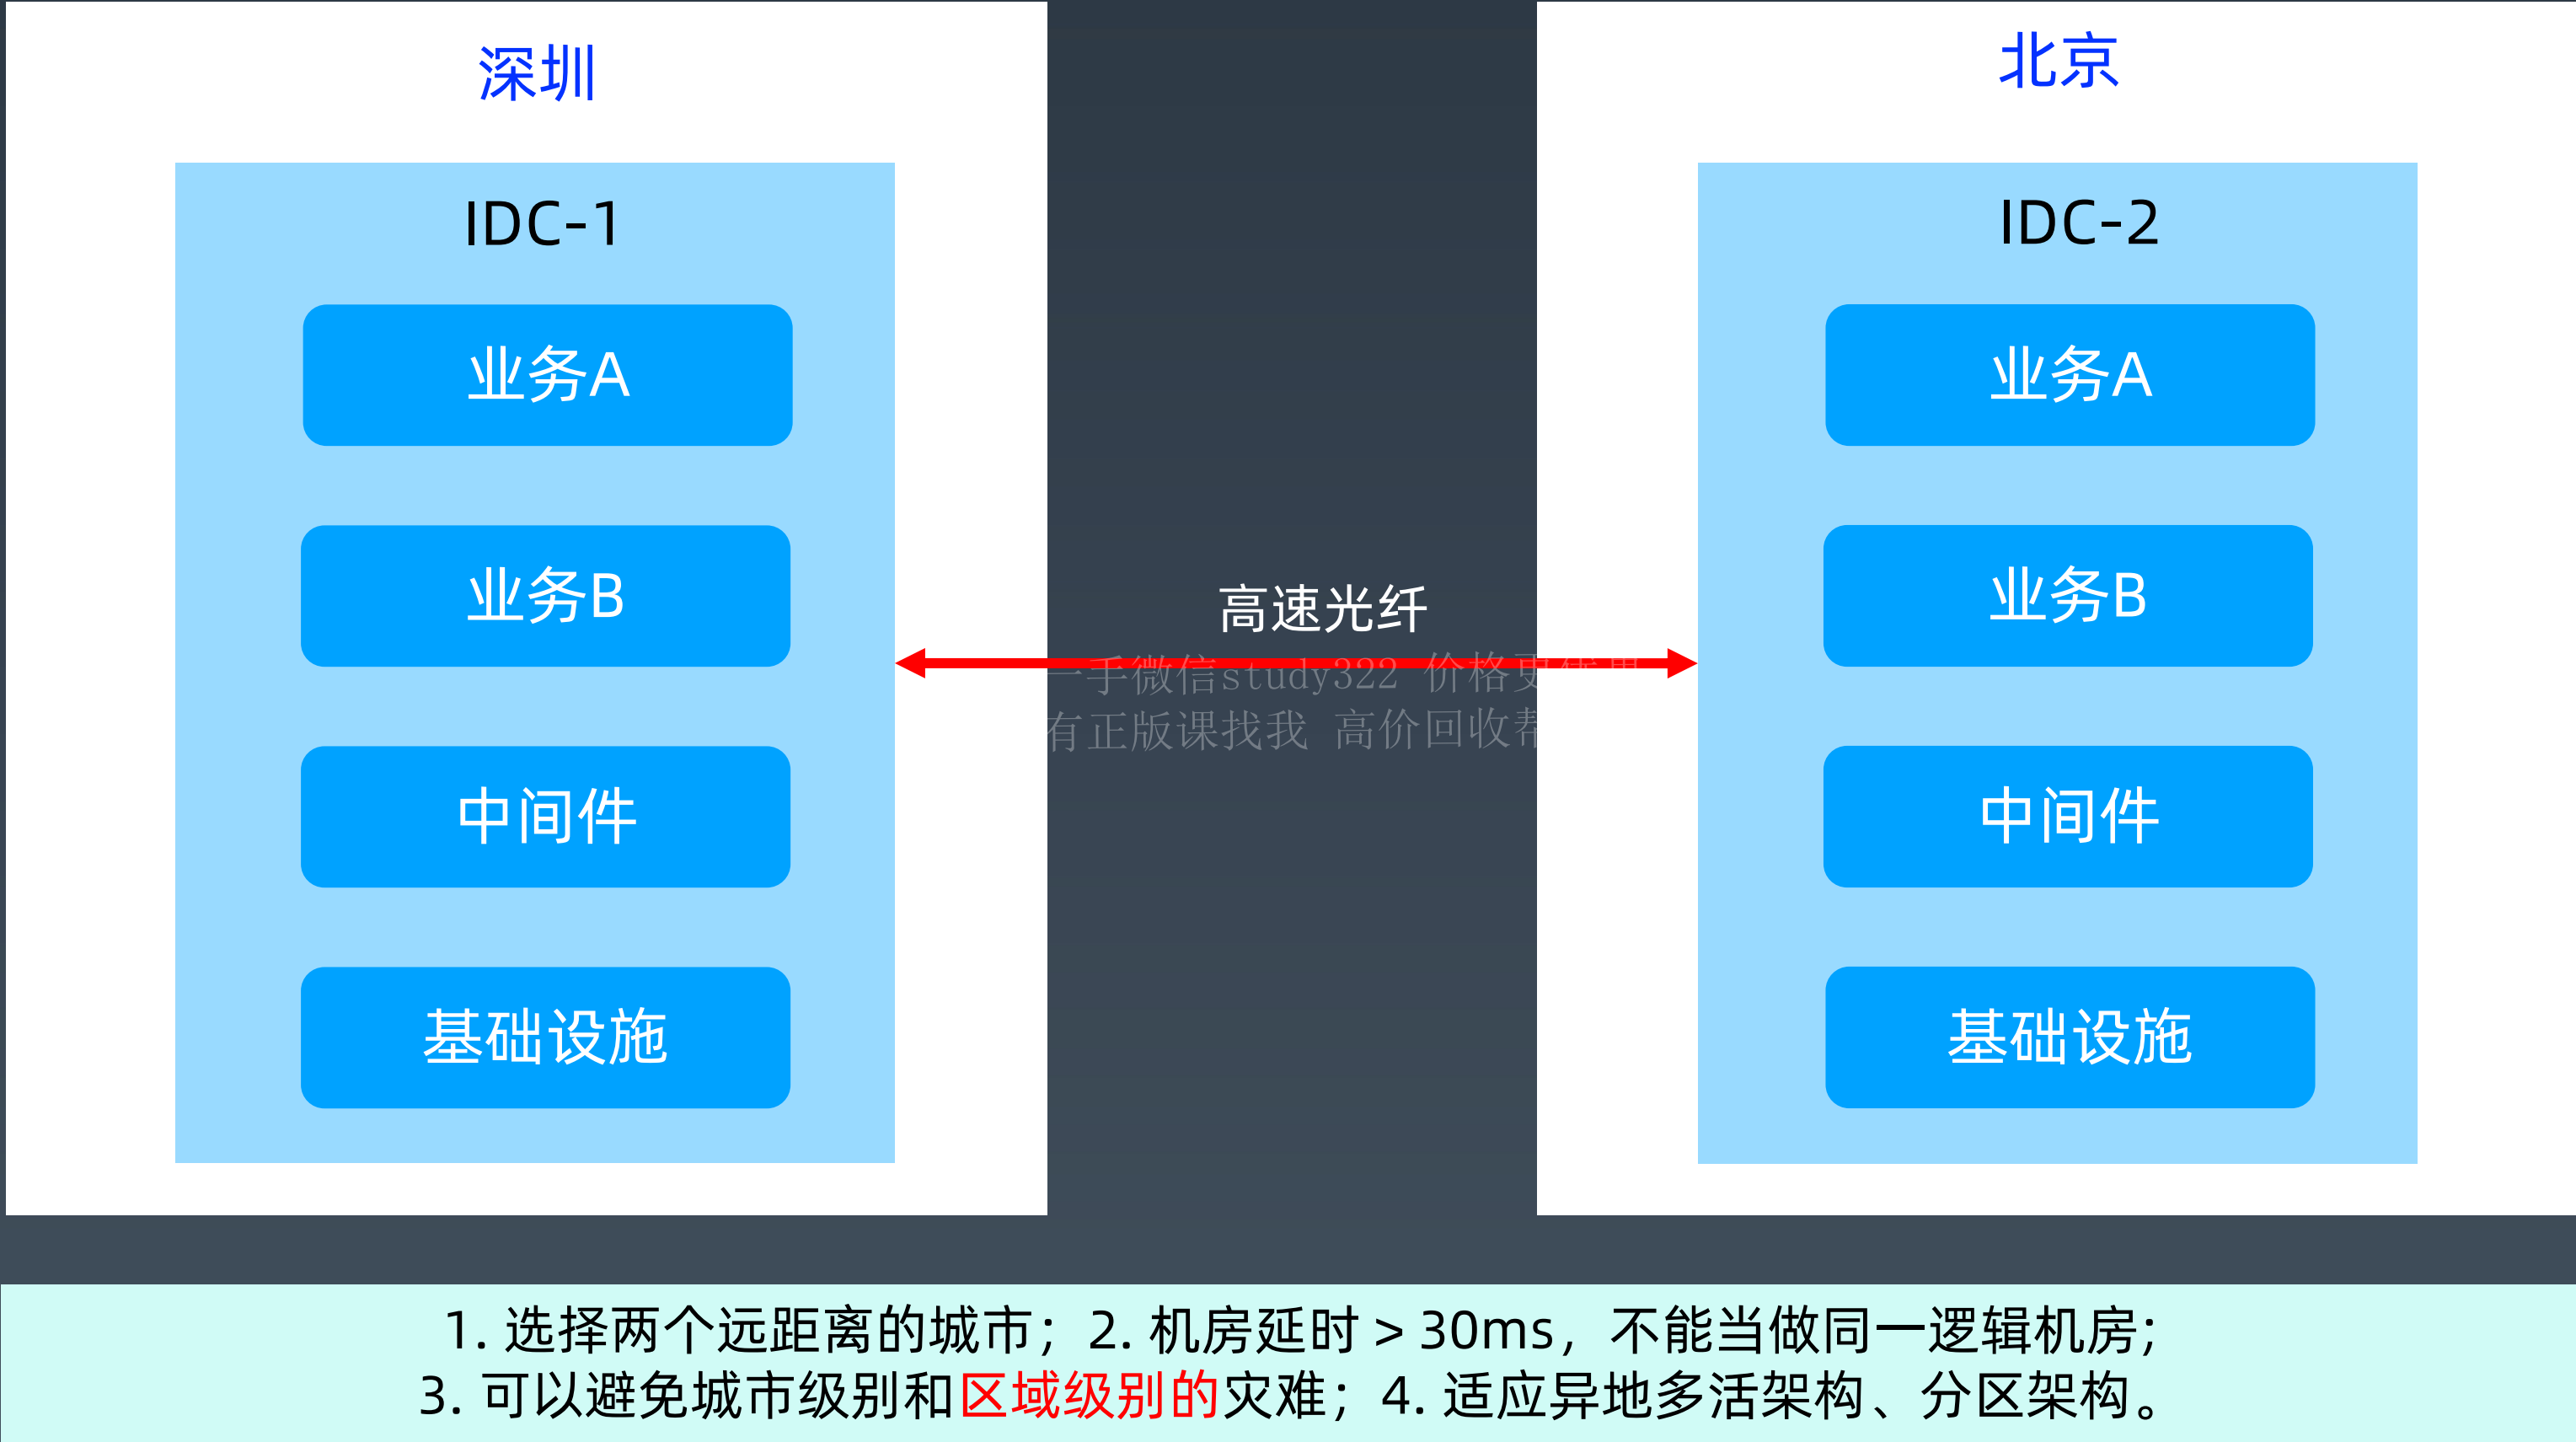 深圳
北京
IDC-1
IDC-2
业务A
业务A
业务B
业务B
高速光纤
一手微信study322 价格更优惠
有正版课找我 高价回收帮
中间件
中间件
基础设施
基础设施
1. 选择两个远距离的城市；2. 机房延时 > 30ms，不能当做同一逻辑机房；
3. 可以避免城市级别和区域级别的灾难；4. 适应异地多活架构、分区架构。